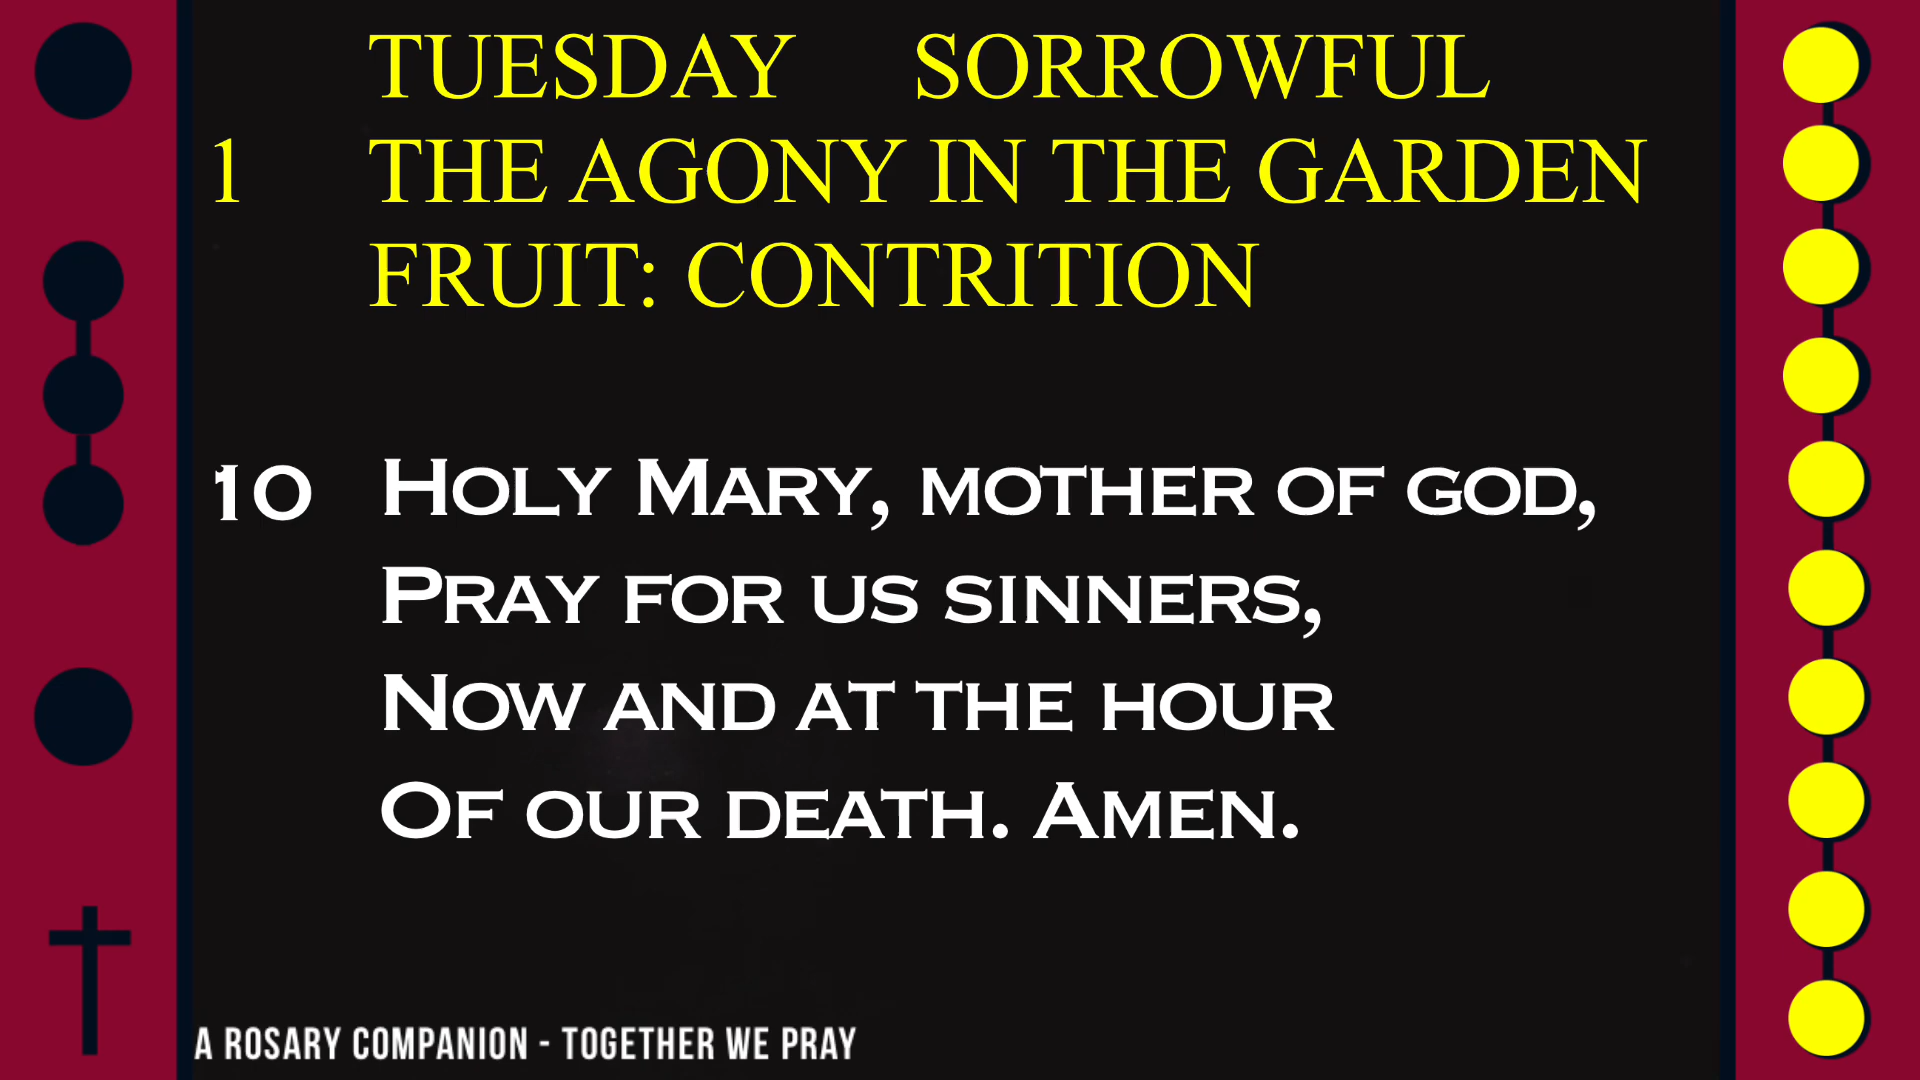 TUESDAY SORROWFUL
1 THE AGONY IN THE GARDEN
FRUIT: CONTRITION
10 Holy Mary, mother of god,
Pray for us sinners,
Now and at the hour
Of our death. Amen.
A ROSARY COMPANION - TOGETHER WE PRAY